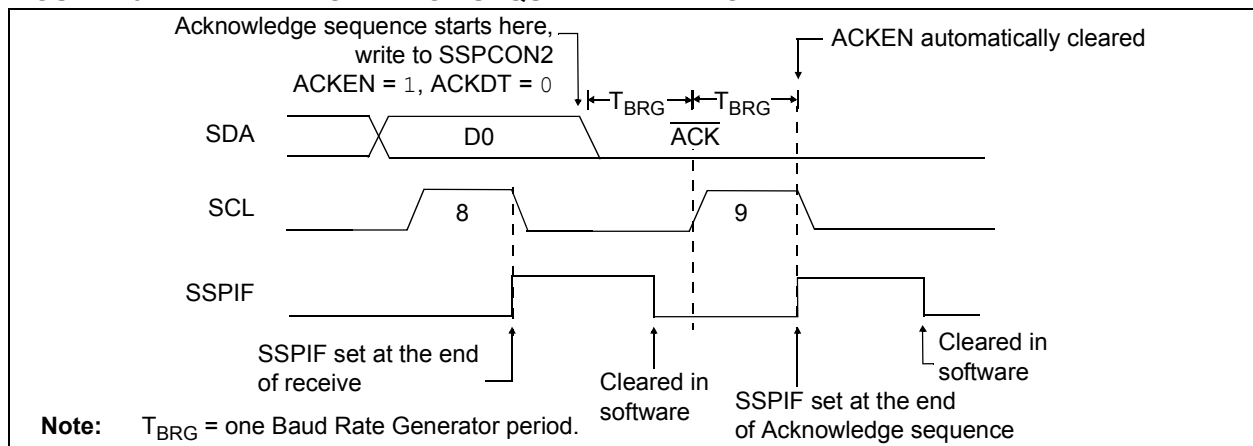 Acknowledge sequence starts here,
write to SSPCON2
ACKEN = 1, ACKDT = 0
ACKEN automatically cleared
TBRG
TBRG
SDA
D0
ACK
SCL
8
9
SSPIF
SSPIF set at the end
of receive
Cleared in
software
SSPIF set at the end
of Acknowledge sequence
Cleared in
software
Note: TBRG = one Baud Rate Generator period.